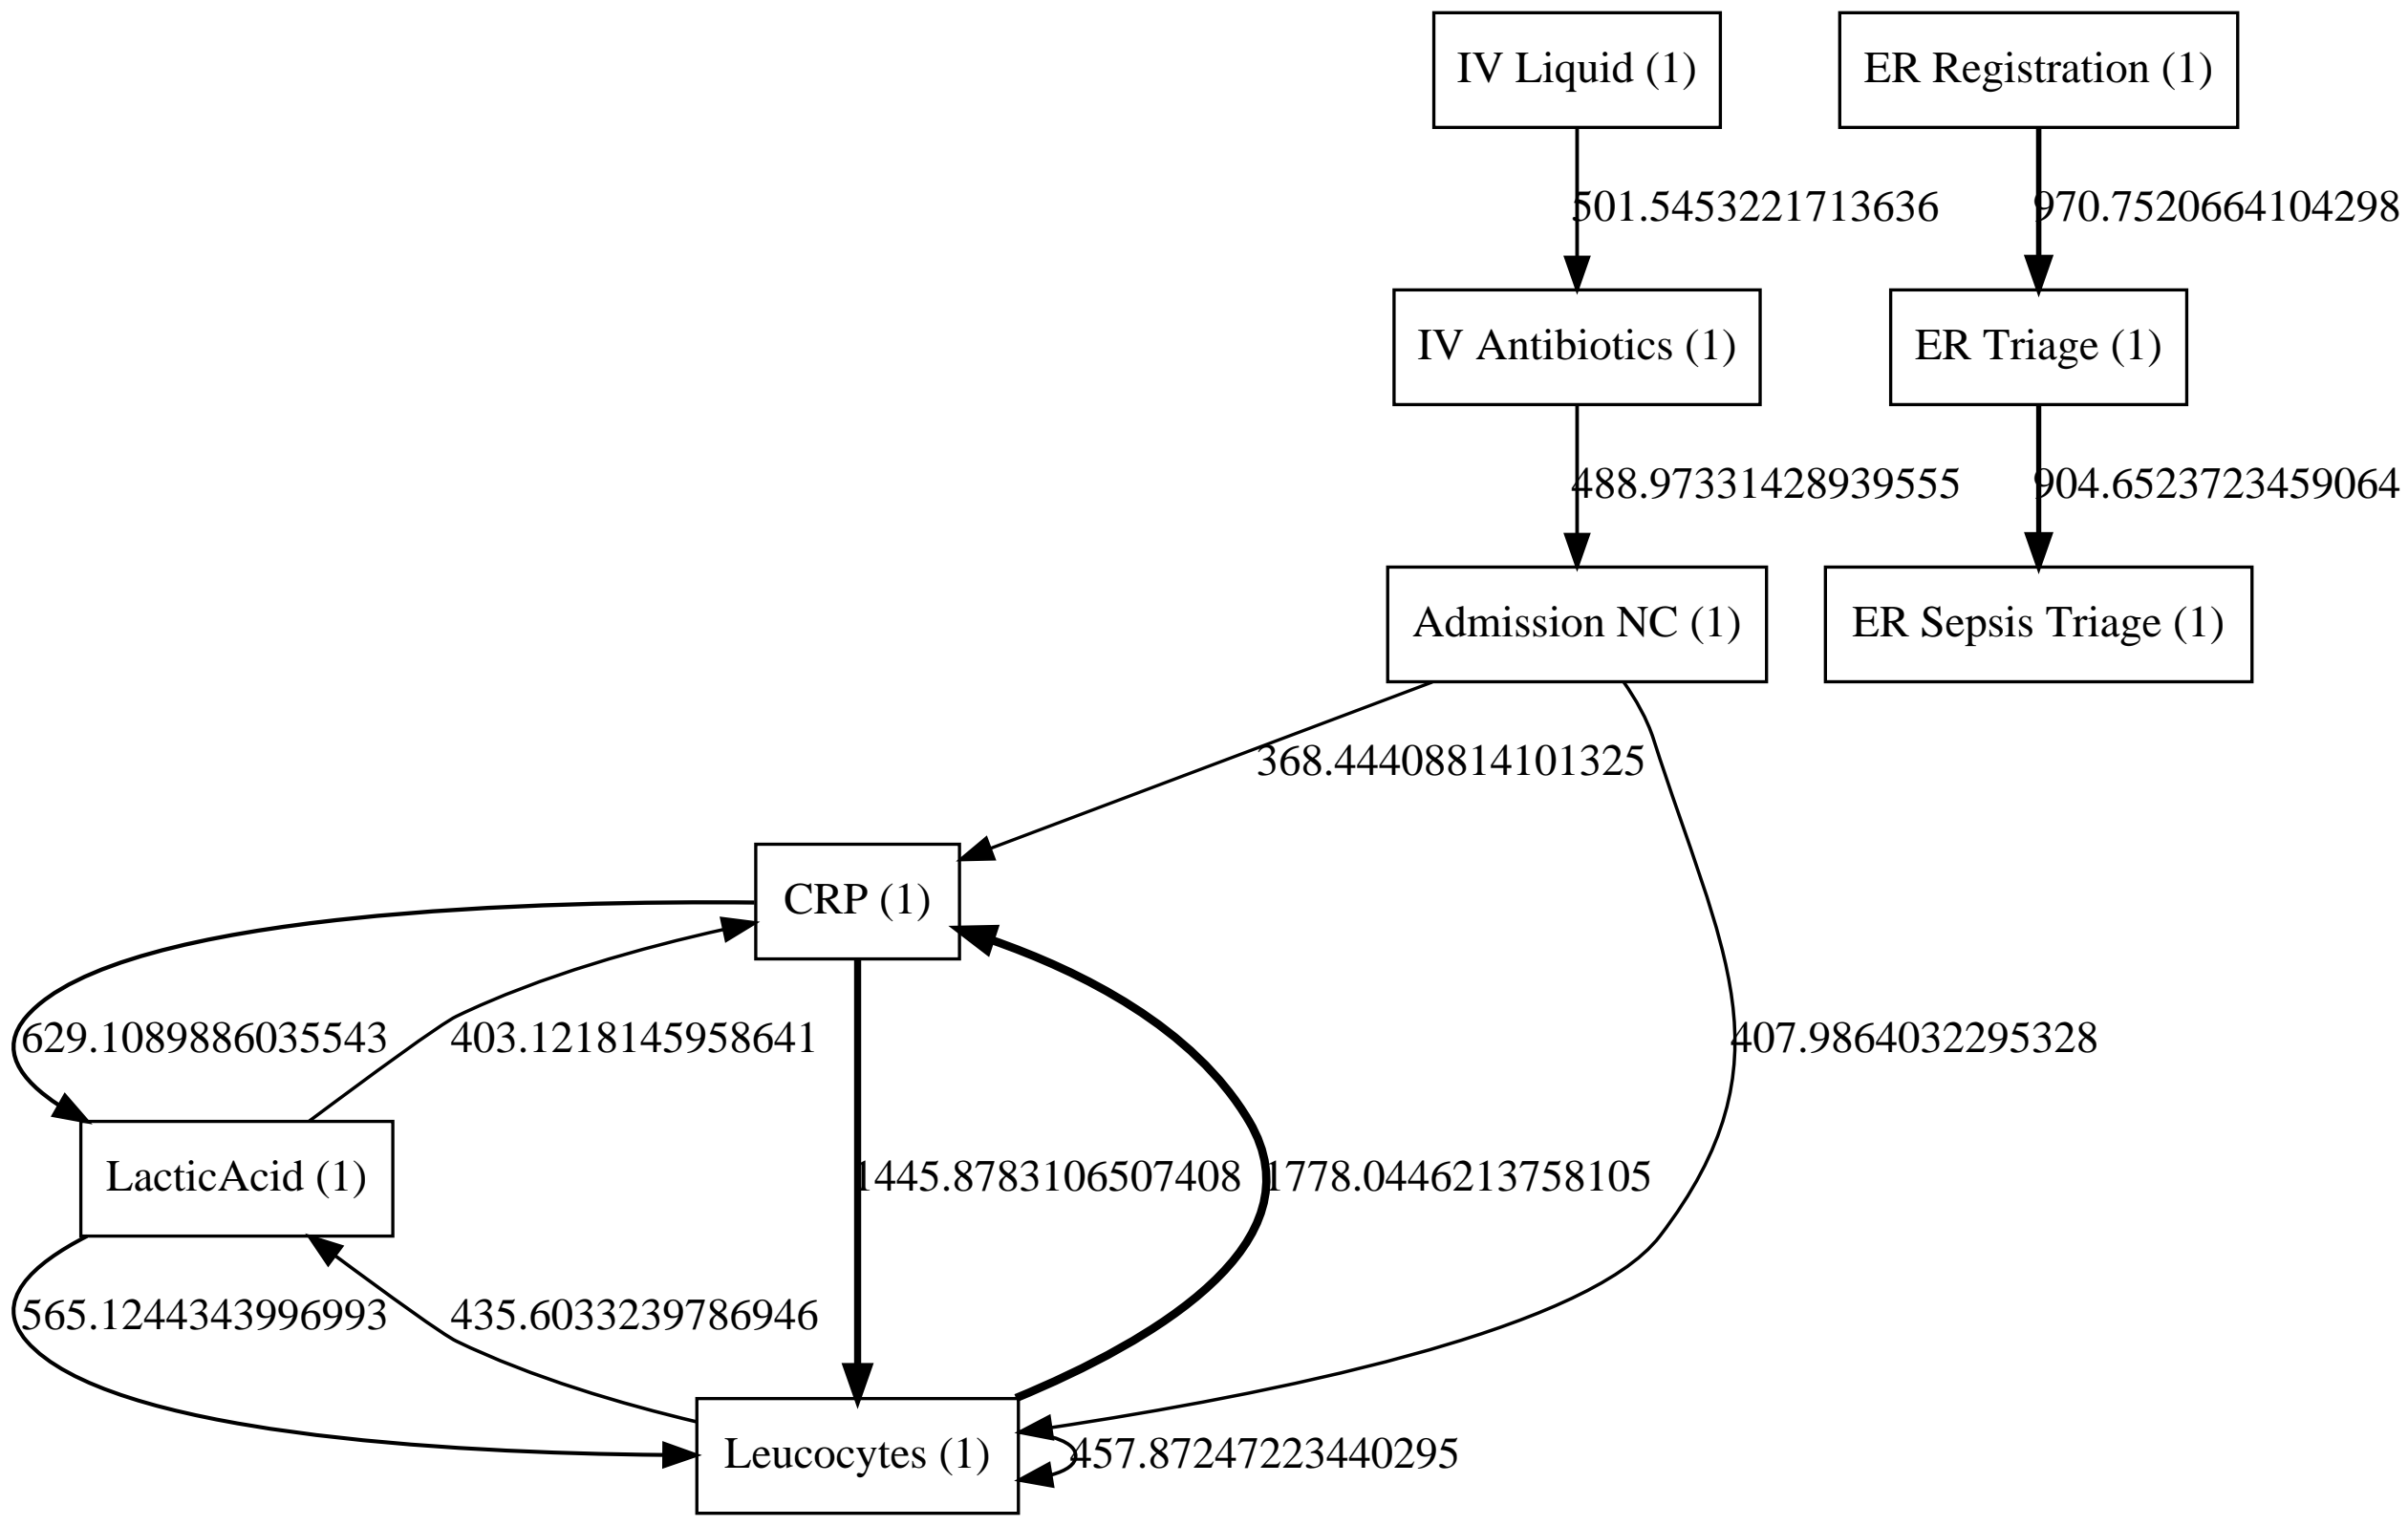 IV Liquid (1)
ER Registration (1)
501.5453221713636
970.7520664104298
IV Antibiotics (1)
ER Triage (1)
488.97331428939555
904.6523723459064
Admission NC (1)
ER Sepsis Triage (1)
368.44408814101325
CRP (1)
629.1089886035543
403.1218145958641
407.9864032295328
LacticAcid (1)
1445.8783106507408
1778.0446213758105
565.1244343996993
435.6033239786946
Leucocytes (1)
457.87247223440295